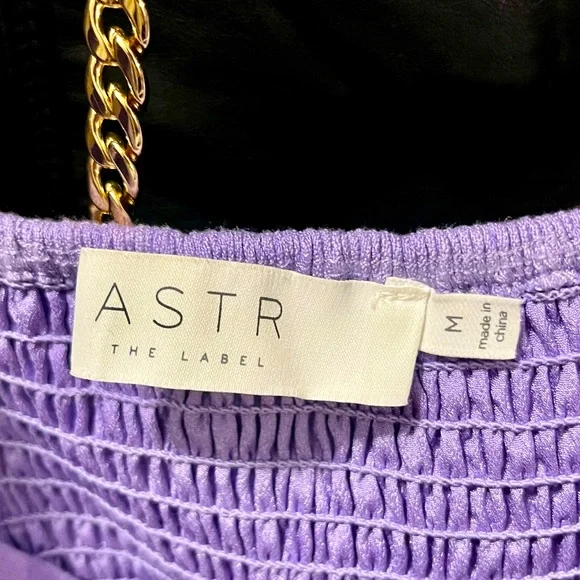 ASTR
THE LABEL
M
made in
china